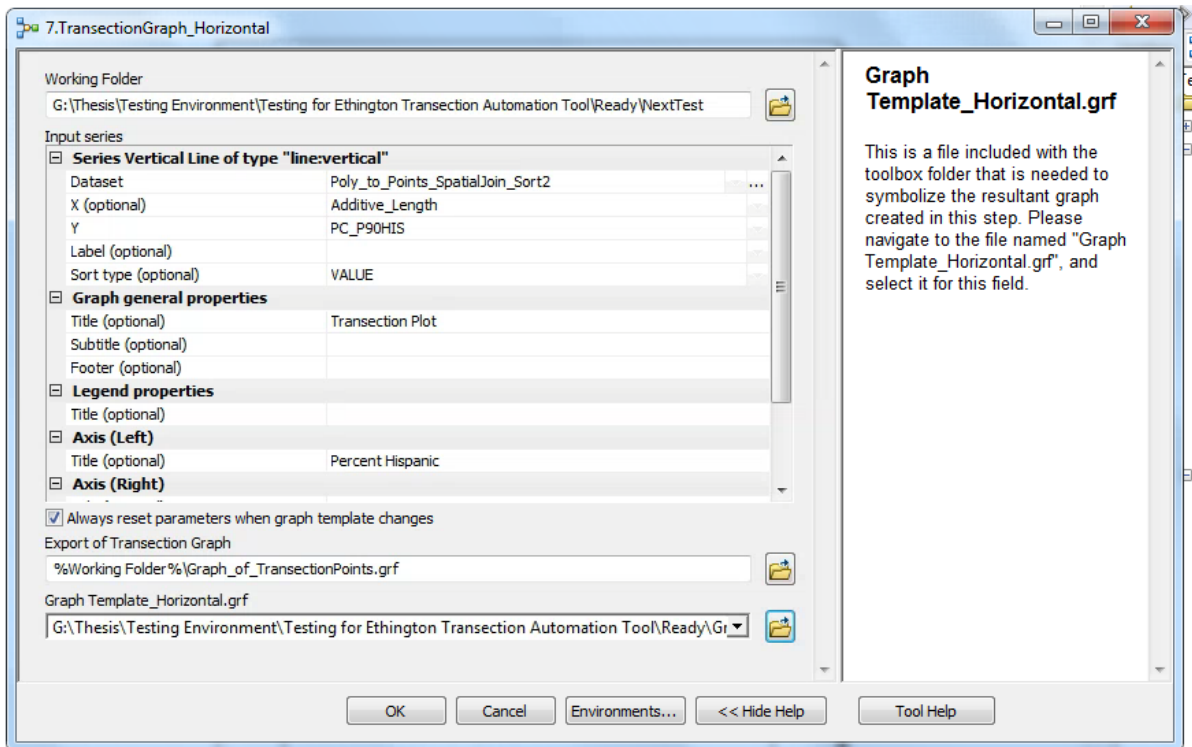 7.TransectionGraph_Horizontal
Working Folder
G:\Thesis\Testing Environment\Testing for Ethington Transection Automation Tool\Ready\NextTest
Input series
Series Vertical Line of type "line:vertical"
Dataset Poly_to_Points_SpatialJoin_Sort2
X (optional) Additive_Length
Y PC_P90HIS
Label (optional)
Sort type (optional) VALUE
Graph general properties
Title (optional) Transection Plot
Subtitle (optional)
Footer (optional)
Legend properties
Title (optional)
Axis (Left)
Title (optional) Percent Hispanic
Axis (Right)
Always reset parameters when graph template changes
Export of Transection Graph
%Working Folder%\Graph_of_TransectionPoints.grf
Graph Template_Horizontal.grf
G:\Thesis\Testing Environment\Testing for Ethington Transection Automation Tool\Ready\Gr
OK Cancel Environments... << Hide Help Tool Help
Graph
Template_Horizontal.grf
This is a file included with the
toolbox folder that is needed to
symbolize the resultant graph
created in this step. Please
navigate to the file named "Graph
Template_Horizontal.grf", and
select it for this field.